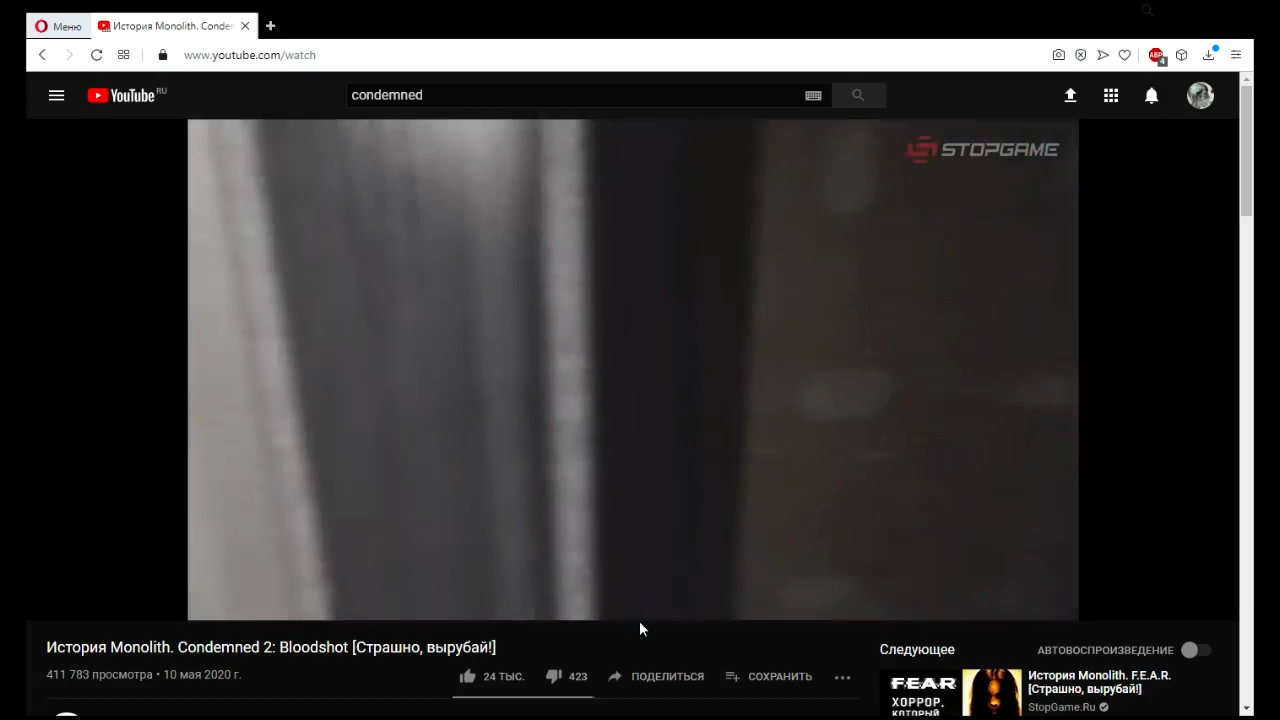 Меню
История Monolith. Conde
www.youtube.com/watch
ABP
4
YouTube RU
condemned
STOPGAME
История Monolith. Condemned 2: Bloodshot [Страшно, вырубай!]
411 783 просмотра • 10 мая 2020 г.
24 ТЫС.
423
ПОДЕЛИТЬСЯ
СОХРАНИТЬ
Следующее
АВТОВОСПРОИЗВЕДЕНИЕ
FEAR
ХОРРОР,
КОТОРЫЙ
История Monolith. F.E.A.R.
[Страшно, вырубай!]
StopGame.Ru